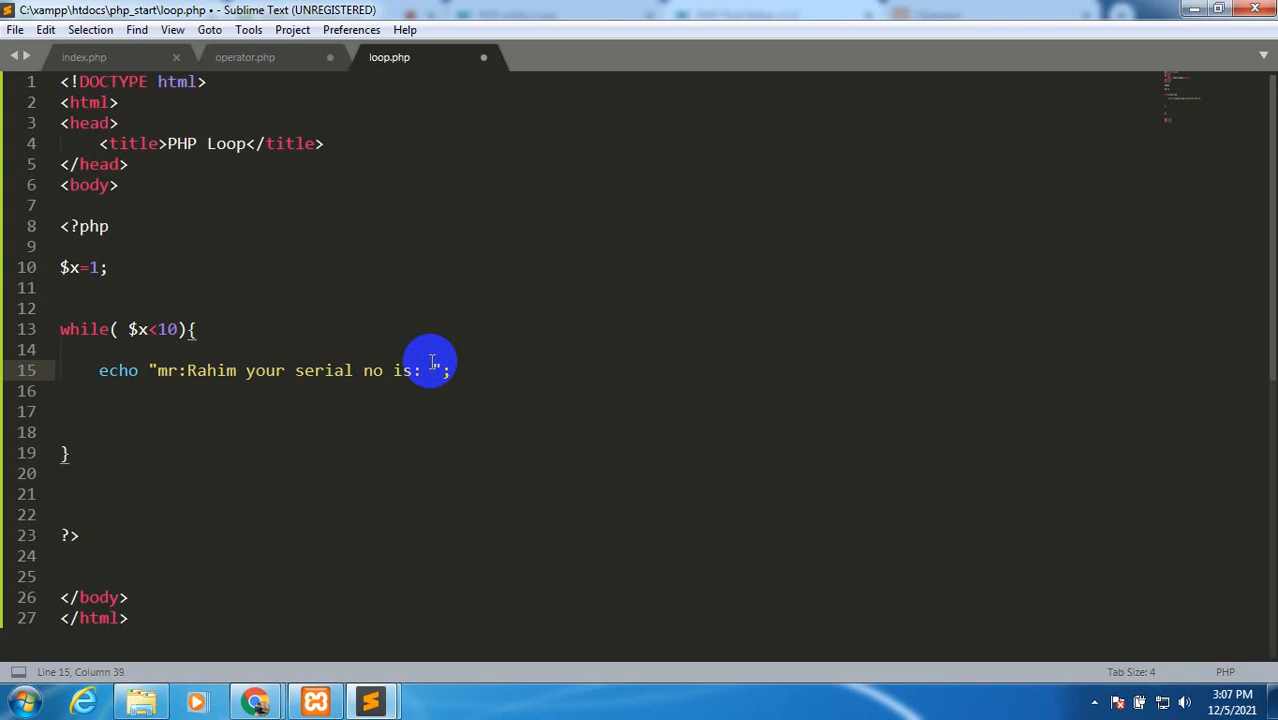 C:\xampp\htdocs\php_start\loop.php • - Sublime Text (UNREGISTERED)
File Edit Selection Find View Goto Tools Project Preferences Help
index.php operator.php loop.php
1 <!DOCTYPE html>
2 <html>
3 <head>
4 <title>PHP Loop</title>
5 </head>
6 <body>
7
8 <?php
9
10 $x=1;
11
12
13 while( $x<10){
14
15 echo "mr:Rahim your serial no is: ";
16
17
18
19 }
20
21
22
23 ?>
24
25
26 </body>
27 </html>
Line 15, Column 39 Tab Size: 4 PHP
3:07 PM
12/5/2021